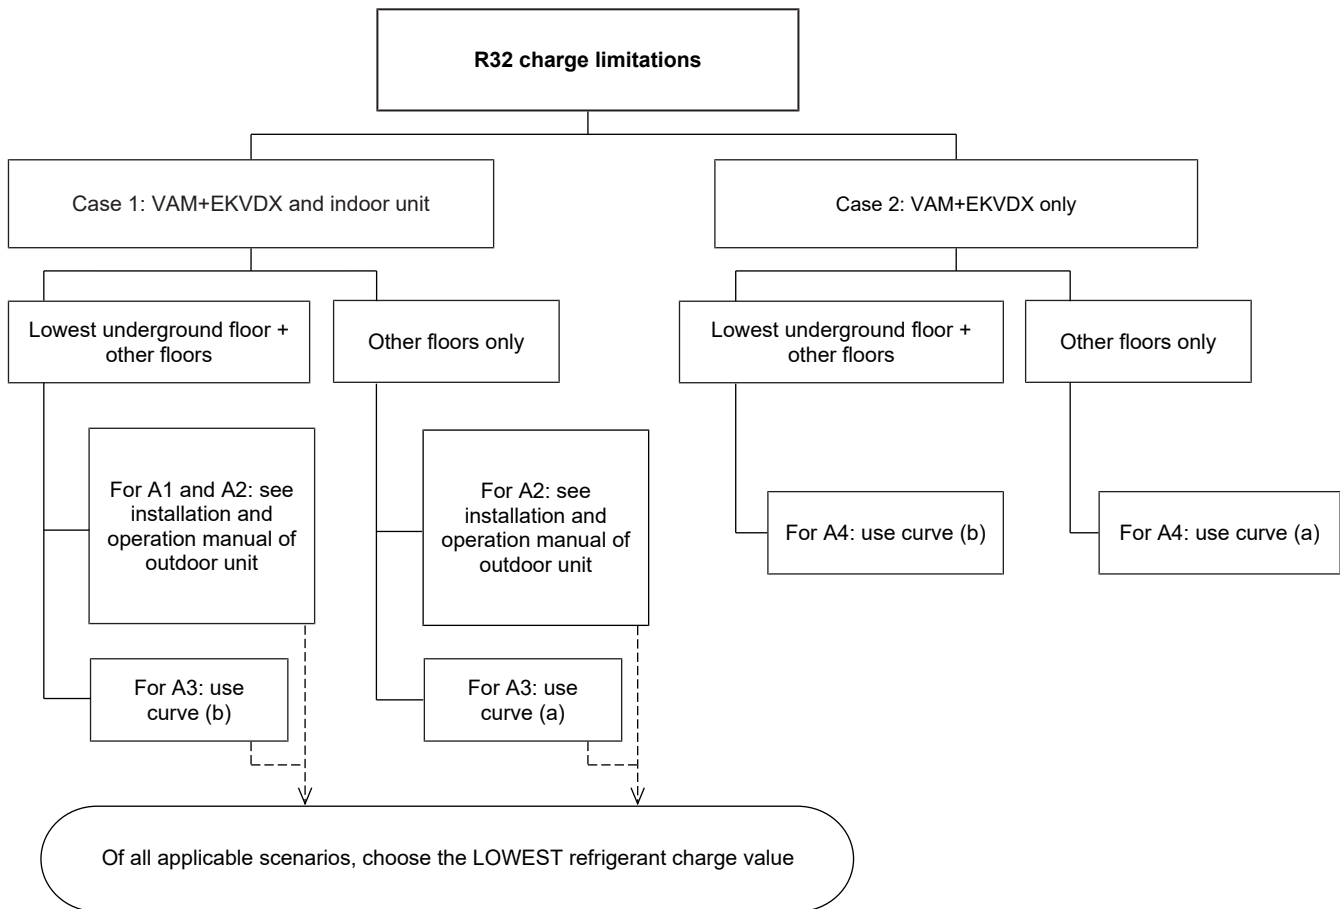 R32 charge limitations
Case 1: VAM+EKVDX and indoor unit
Case 2: VAM+EKVDX only
Lowest underground floor +
other floors
Other floors only
Lowest underground floor +
other floors
Other floors only
For A1 and A2: see
installation and
operation manual of
outdoor unit
For A2: see
installation and
operation manual of
outdoor unit
For A4: use curve (b)
For A4: use curve (a)
For A3: use
curve (b)
For A3: use
curve (a)
Of all applicable scenarios, choose the LOWEST refrigerant charge value